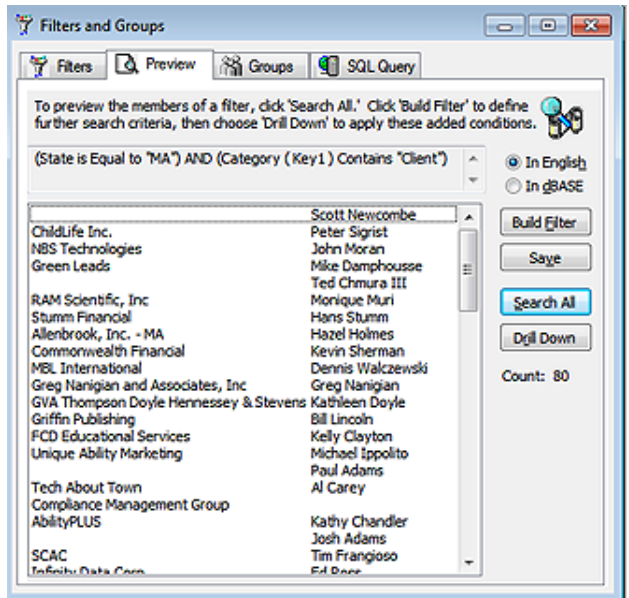 Filters and Groups
Filters Preview Groups SQL Query
To preview the members of a filter, click 'Search All.' Click 'Build Filter' to define
further search criteria, then choose 'Drill Down' to apply these added conditions.
(State is Equal to "MA") AND (Category ( Key1 ) Contains "Client")
In English
In dBASE
Build Filter
Save
Search All
Drill Down
Count: 80
Scott Newcombe
ChildLife Inc. Peter Sigrist
NBS Technologies John Moran
Green Leads Mike Damphousse
Ted Chmura III
RAM Scientific, Inc Monique Muri
Stumm Financial Hans Stumm
Allenbrook, Inc. - MA Hazel Holmes
Commonwealth Financial Kevin Sherman
MBL International Dennis Walczewski
Greg Nanigian and Associates, Inc Greg Nanigian
GVA Thompson Doyle Hennessey & Stevens Kathleen Doyle
Griffin Publishing Bill Lincoln
FCD Educational Services Kelly Clayton
Unique Ability Marketing Michael Ippolito
Paul Adams
Tech About Town Al Carey
Compliance Management Group
AbilityPLUS Kathy Chandler
Josh Adams
SCAC Tim Frangioso
Infinity Data Corp Ed Ross